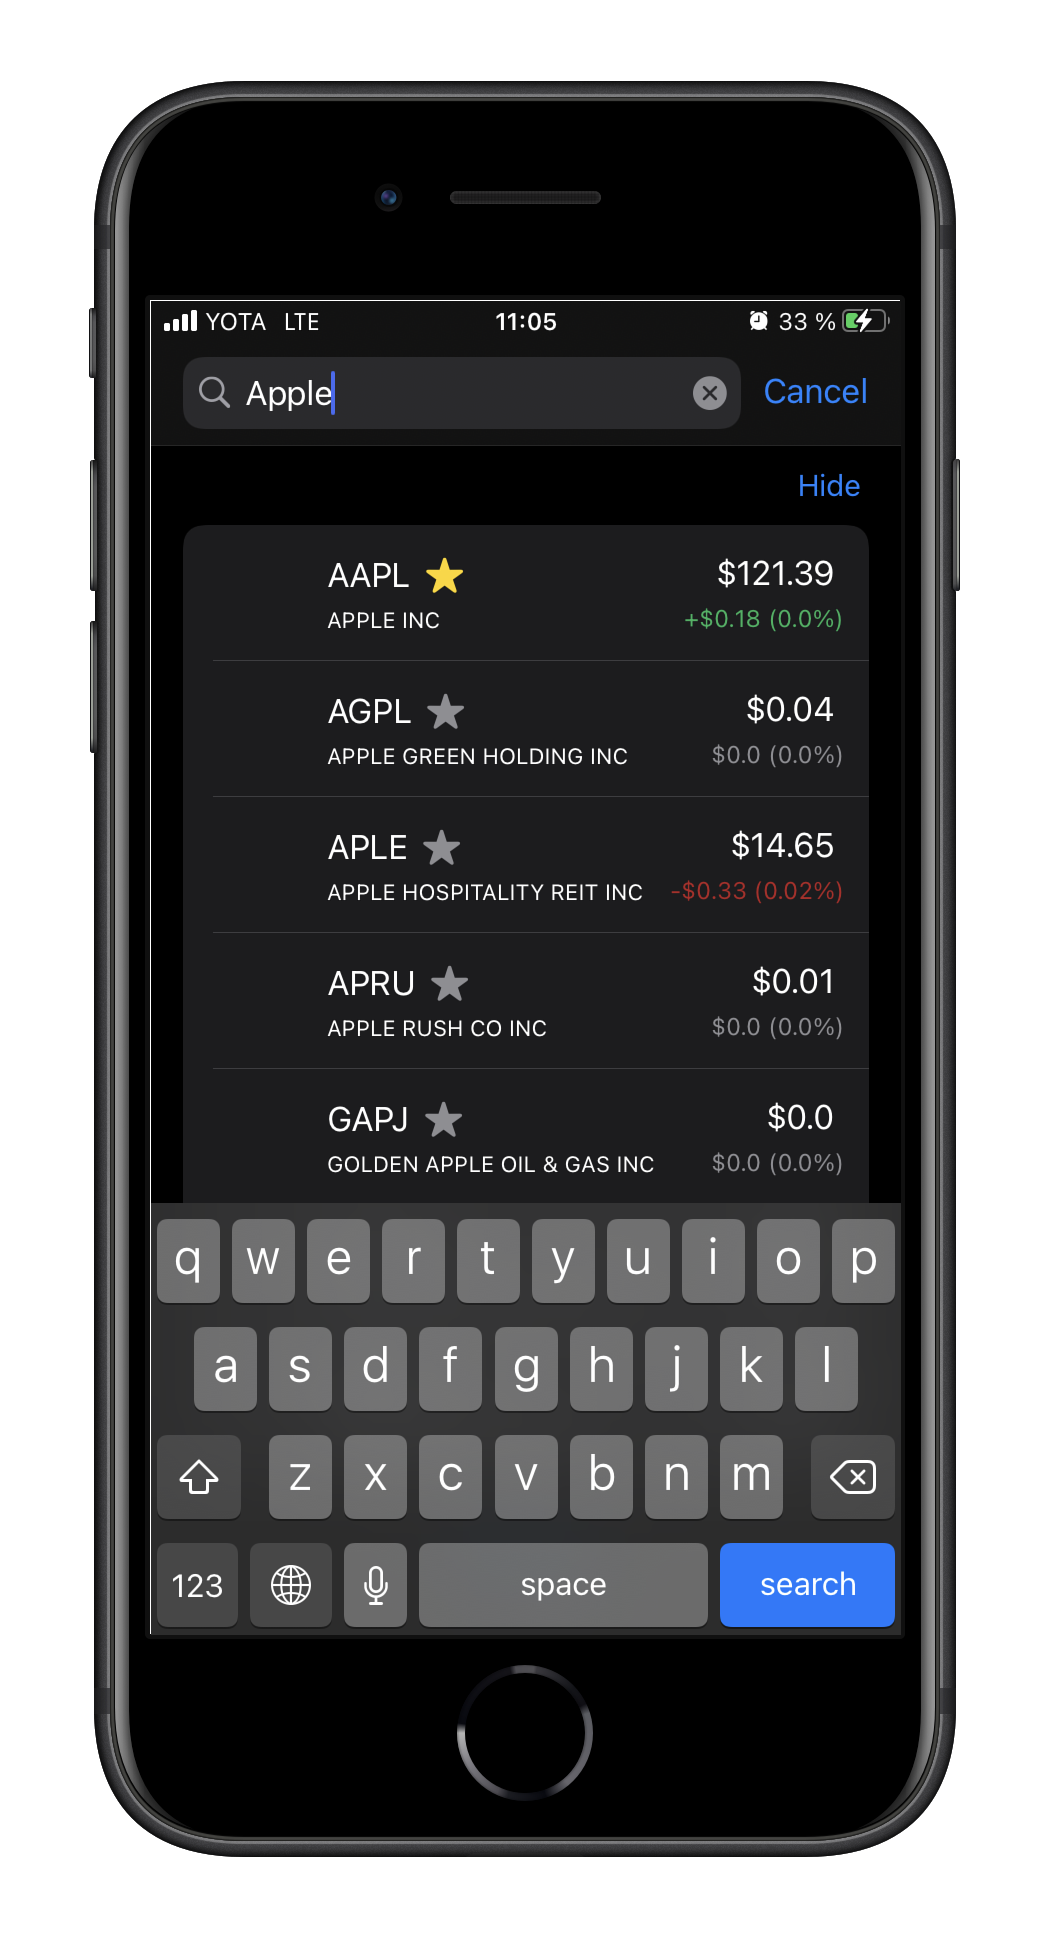 YOTA LTE 11:05 33 %
Apple Cancel
Hide
AAPL $121.39
APPLE INC +$0.18 (0.0%)
AGPL $0.04
APPLE GREEN HOLDING INC $0.0 (0.0%)
APLE $14.65
APPLE HOSPITALITY REIT INC -$0.33 (0.02%)
APRU $0.01
APPLE RUSH CO INC $0.0 (0.0%)
GAPJ $0.0
GOLDEN APPLE OIL & GAS INC $0.0 (0.0%)
q w e r t y u i o p
a s d f g h j k l
z x c v b n m
123 space search